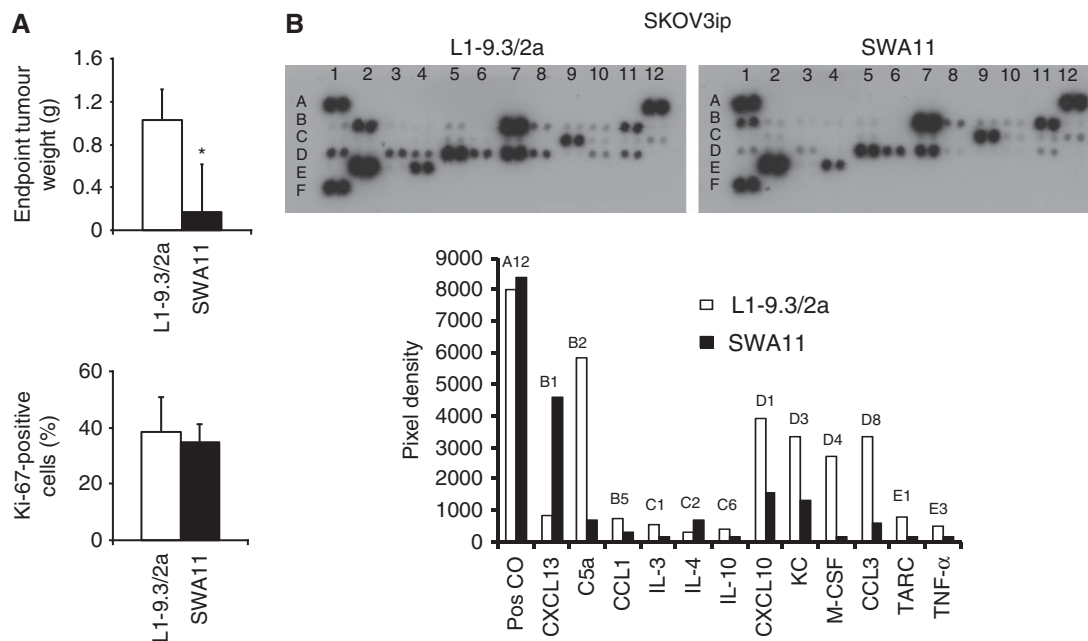 A
Endpoint tumour
weight (g)
1.6
1.2
0.8
0.4
0
*
L1-9.3/2a
SWA11
Ki-67-positive
cells (%)
60
40
20
0
L1-9.3/2a
SWA11
B
SKOV3ip
L1-9.3/2a
1 2 3 4 5 6 7 8 9 10 11 12
A
B
C
D
E
F
SWA11
1 2 3 4 5 6 7 8 9 10 11 12
A
B
C
D
E
F
Pixel density
9000
8000
7000
6000
5000
4000
3000
2000
1000
0
L1-9.3/2a
SWA11
A12
B1
B2
B5
C1
C2
C6
D1
D3
D4
D8
E1
E3
Pos CO
CXCL13
C5a
CCL1
IL-3
IL-4
IL-10
CXCL10
KC
M-CSF
CCL3
TARC
TNF-α